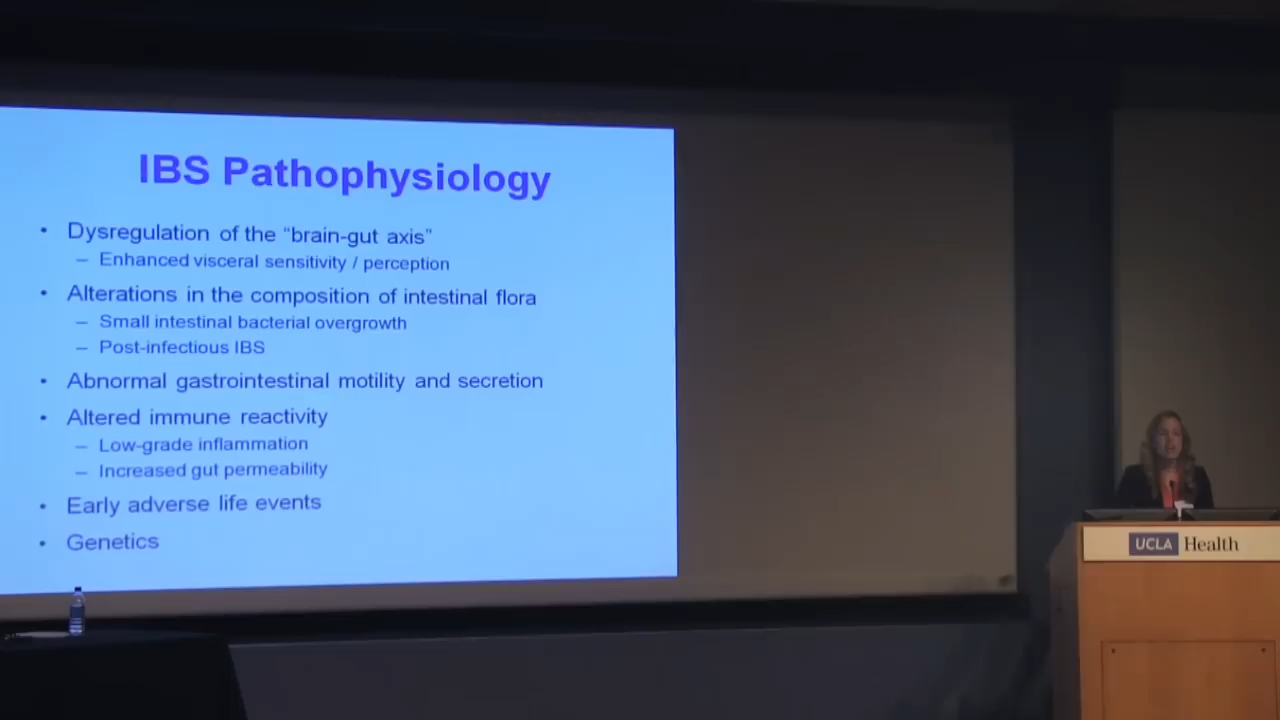 IBS Pathophysiology
• Dysregulation of the “brain-gut axis”
– Enhanced visceral sensitivity / perception
• Alterations in the composition of intestinal flora
– Small intestinal bacterial overgrowth
– Post-infectious IBS
• Abnormal gastrointestinal motility and secretion
• Altered immune reactivity
– Low-grade inflammation
– Increased gut permeability
• Early adverse life events
• Genetics
UCLA Health